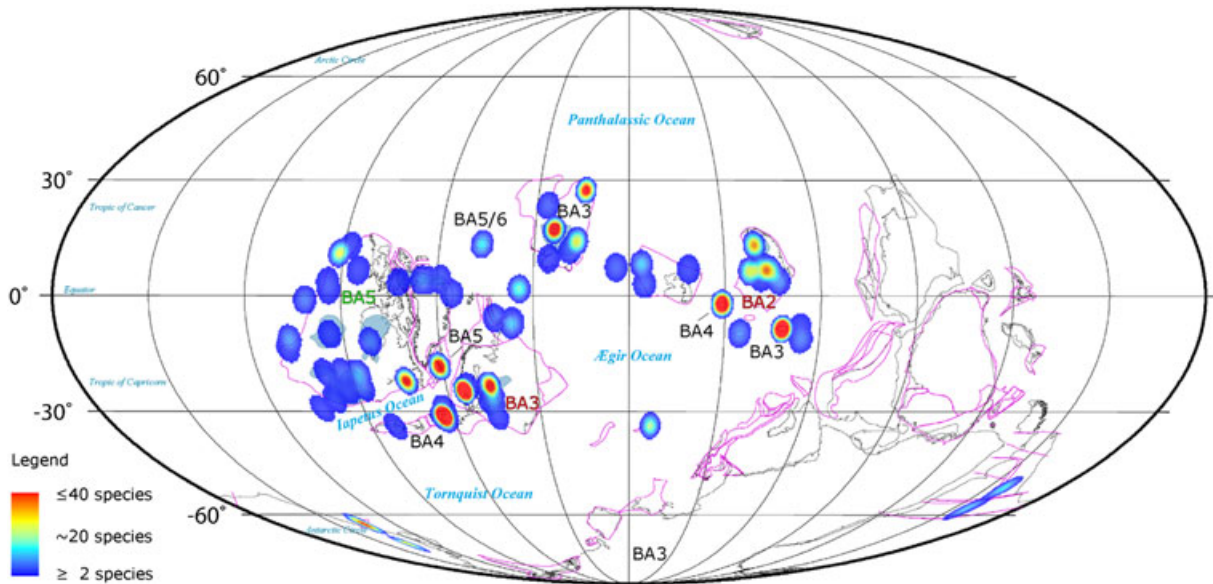 Arctic Circle
60°
Panthalassic Ocean
30°
Tropic of Cancer
BA5/6
BA3
Equator
0°
BA5
BA2
BA4
BA5
BA3
Ægir Ocean
Tropic of Capricorn
BA3
-30°
Iapetus Ocean
BA4
Legend
≤40 species
~20 species
≥ 2 species
Tornquist Ocean
-60°
Antarctic Circle
BA3